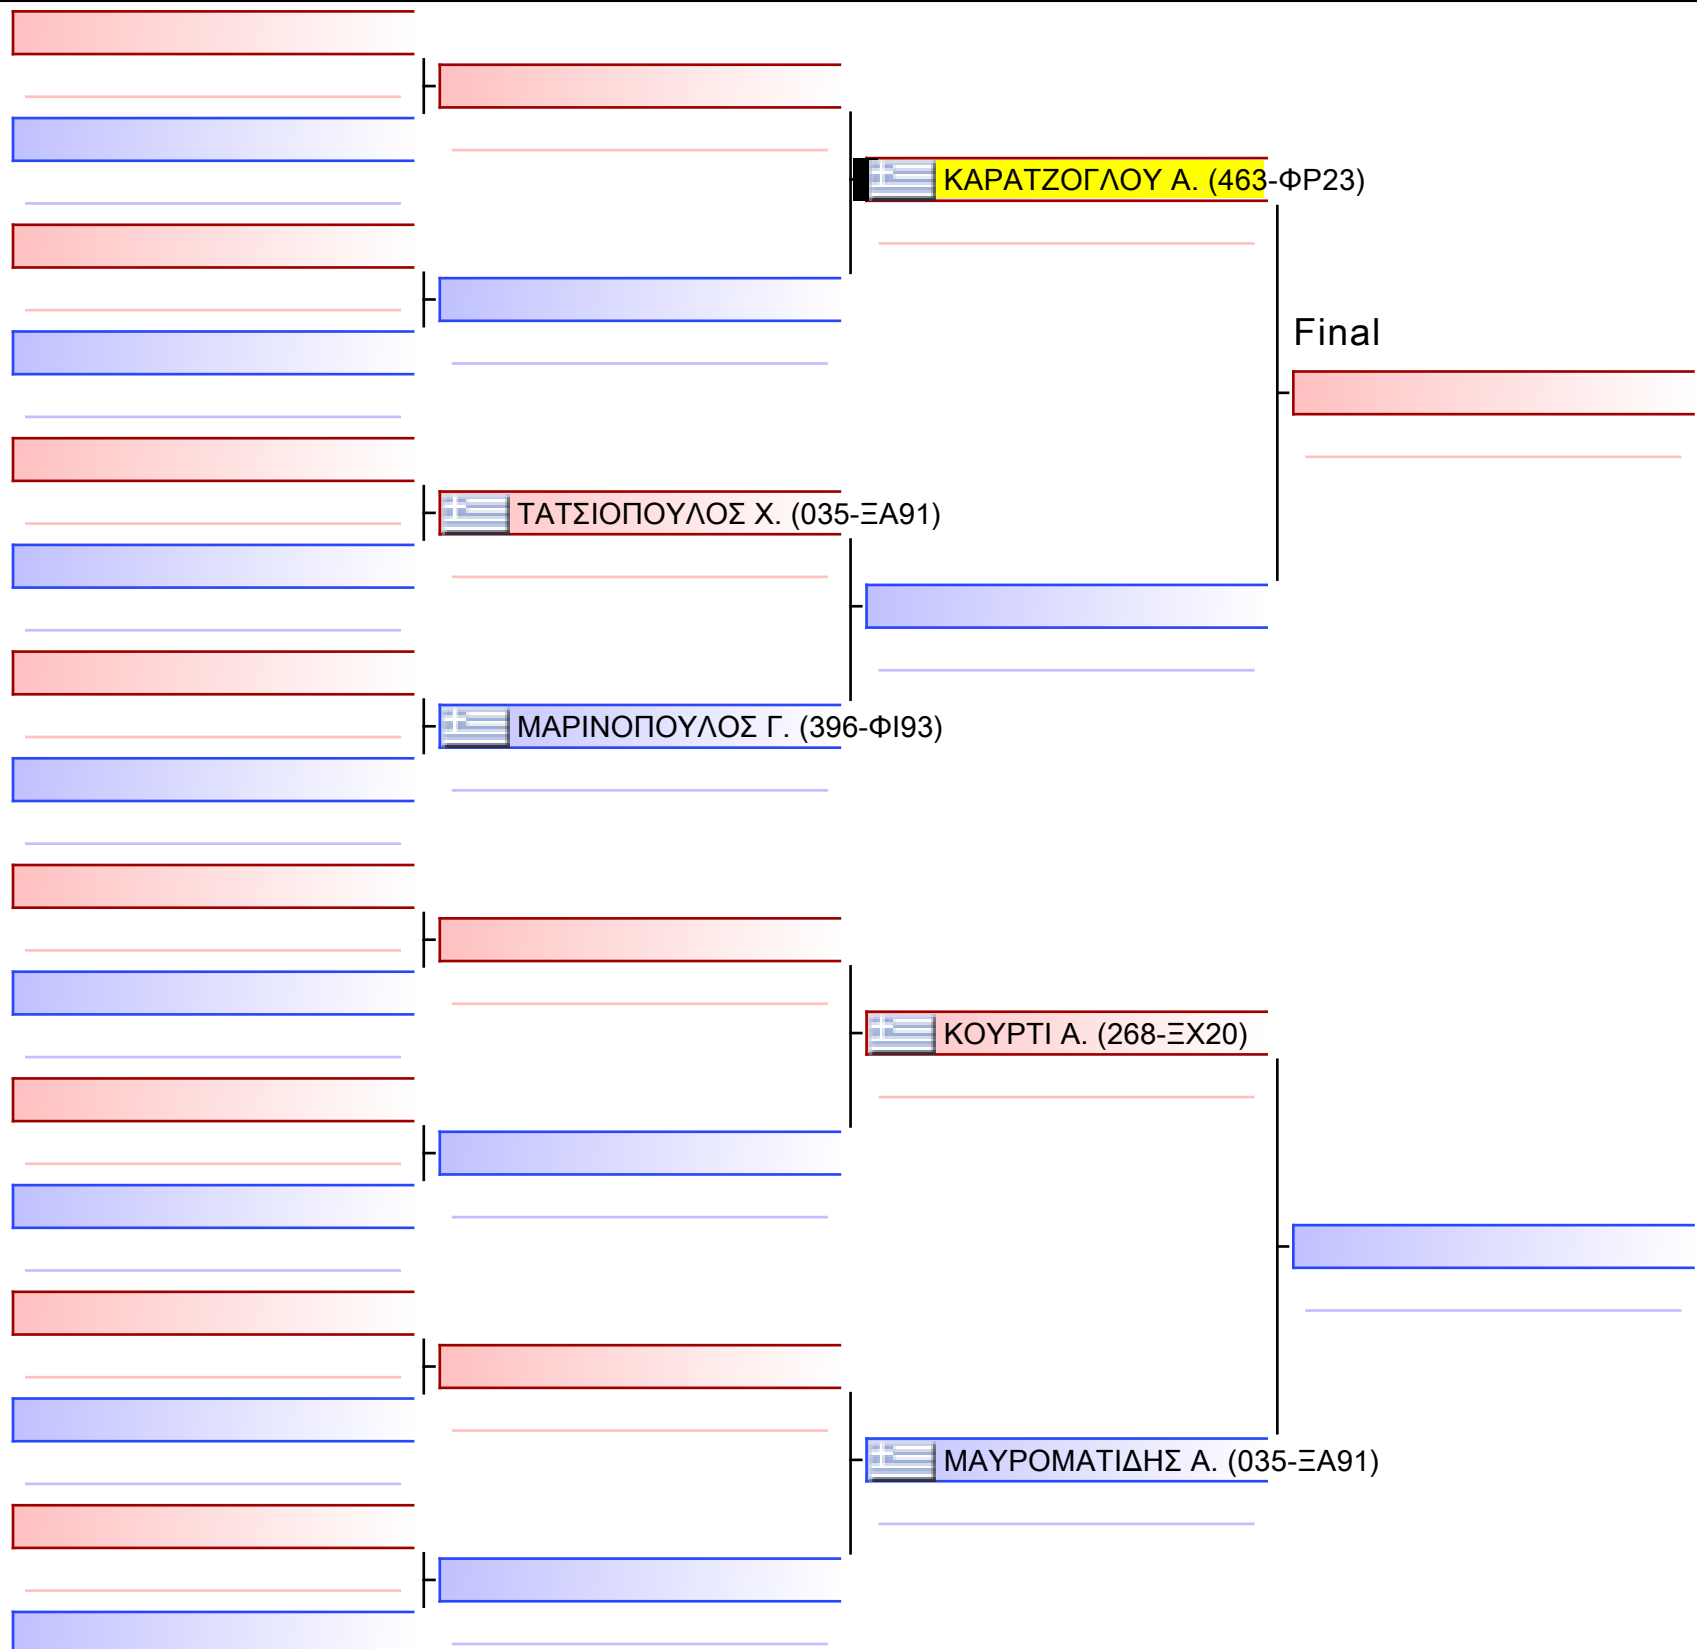 ΚΑΡΑΤΖΟΓΛΟΥ Α. (463-ΦΡ23)
Final
ΤΑΤΣΙΟΠΟΥΛΟΣ Χ. (035-ΞΑ91)
ΜΑΡΙΝΟΠΟΥΛΟΣ Γ. (396-ΦΙ93)
ΚΟΥΡΤΙ Α. (268-ΞΧ20)
ΜΑΥΡΟΜΑΤΙΔΗΣ Α. (035-ΞΑ91)